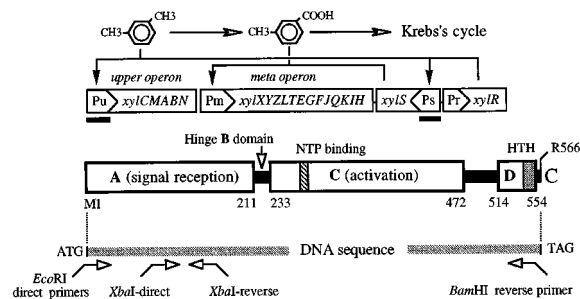 CH3
CH3
CH3
COOH
Krebs's cycle
upper operon
meta operon
Pu xylCMABN Pm xylXYZLTEGFJQKIH xylS Ps Pr xylR
Hinge B domain
NTP binding
HTH
R566
A (signal reception) C (activation) D C
M1 211 233 472 514 554
ATG DNA sequence TAG
EcoRI
direct primers
XbaI-direct
XbaI-reverse
BamHI reverse primer